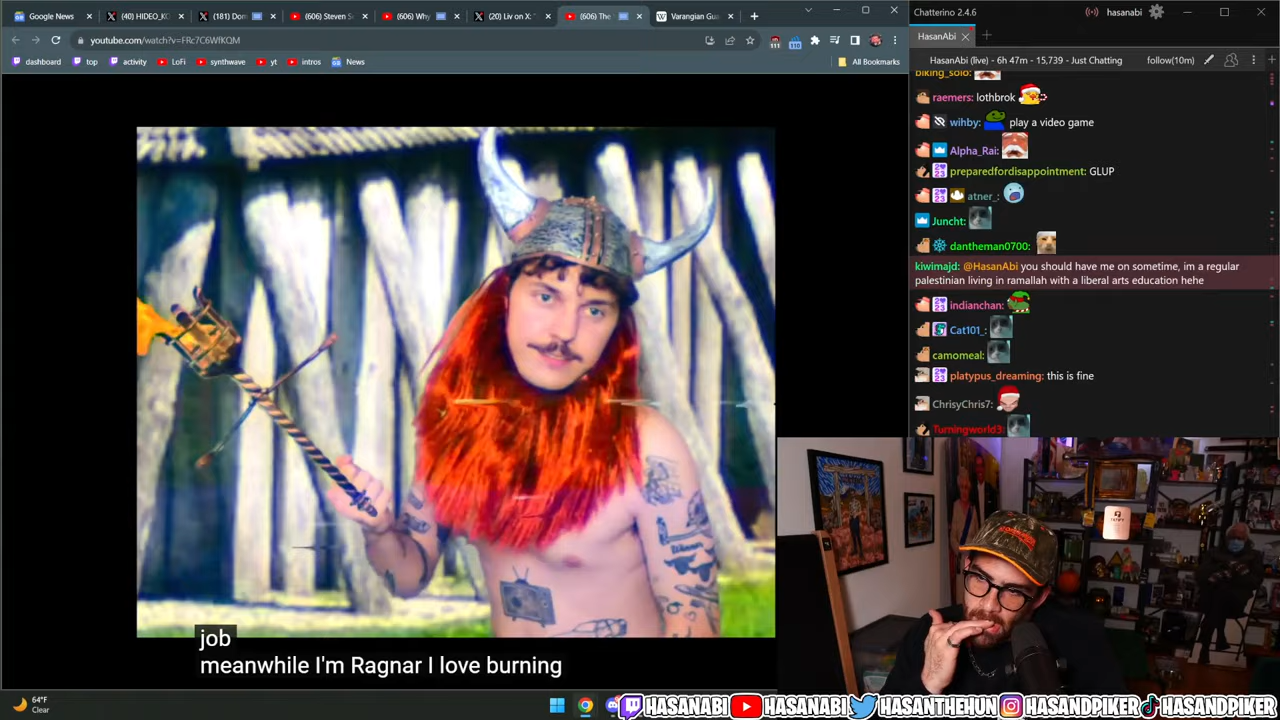 Google News
(40) HIDEO_KO
(181) Don
(606) Steven S
(606) Why
(20) Liv on X: "
(606) The
Varangian Gua
youtube.com/watch?v=FRc7C6WfKQM
dashboard
top
activity
LoFi
synthwave
yt
intros
News
All Bookmarks
job
meanwhile I'm Ragnar I love burning
Chatterino 2.4.6
hasanabi
HasanAbi
HasanAbi (live) - 6h 47m - 15,739 - Just Chatting
follow(10m)
biking_solo:
raemers: lothbrok
wihby: play a video game
Alpha_Rai:
preparedfordisappointment: GLUP
atner_:
Juncht:
dantheman0700:
kiwimajd: @HasanAbi you should have me on sometime, im a regular
palestinian living in ramallah with a liberal arts education hehe
indianchan:
Cat101_:
camomeal:
platypus_dreaming: this is fine
ChrisyChris7:
Turningworld3:
64°F
Clear
HASANABI
HASANABI
HASANTHEHUN
HASANDPIKER
HASANDPIKER